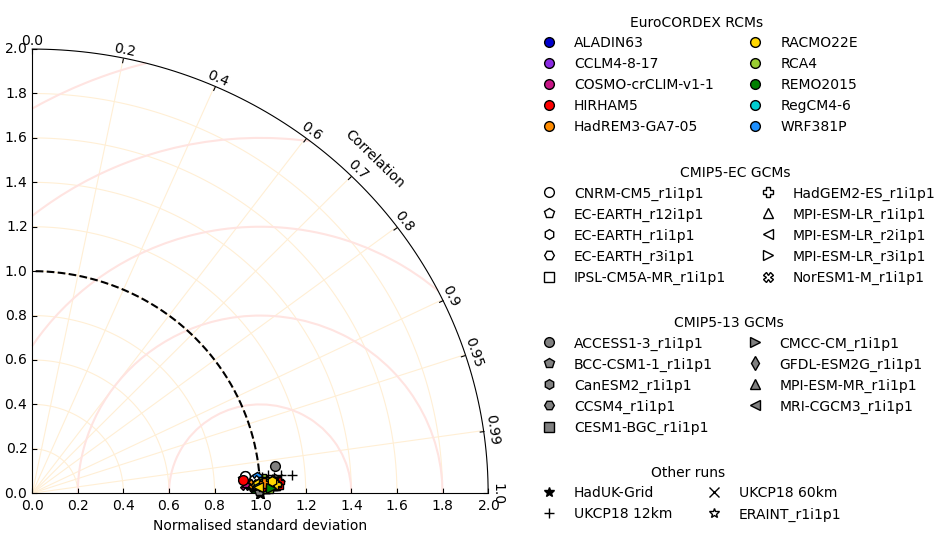 0.0
0.2
0.4
0.6
Correlation
0.7
0.8
0.9
0.95
0.99
1.0
2.0
1.8
1.6
1.4
1.2
1.0
0.8
0.6
0.4
0.2
0.0
0.0 0.2 0.4 0.6 0.8 1.0 1.2 1.4 1.6 1.8 2.0
Normalised standard deviation
EuroCORDEX RCMs
ALADIN63 RACMO22E
CCLM4-8-17 RCA4
COSMO-crCLIM-v1-1 REMO2015
HIRHAM5 RegCM4-6
HadREM3-GA7-05 WRF381P
CMIP5-EC GCMs
CNRM-CM5_r1i1p1 HadGEM2-ES_r1i1p1
EC-EARTH_r12i1p1 MPI-ESM-LR_r1i1p1
EC-EARTH_r1i1p1 MPI-ESM-LR_r2i1p1
EC-EARTH_r3i1p1 MPI-ESM-LR_r3i1p1
IPSL-CM5A-MR_r1i1p1 NorESM1-M_r1i1p1
CMIP5-13 GCMs
ACCESS1-3_r1i1p1 CMCC-CM_r1i1p1
BCC-CSM1-1_r1i1p1 GFDL-ESM2G_r1i1p1
CanESM2_r1i1p1 MPI-ESM-MR_r1i1p1
CCSM4_r1i1p1 MRI-CGCM3_r1i1p1
CESM1-BGC_r1i1p1
Other runs
HadUK-Grid UKCP18 60km
UKCP18 12km ERAINT_r1i1p1